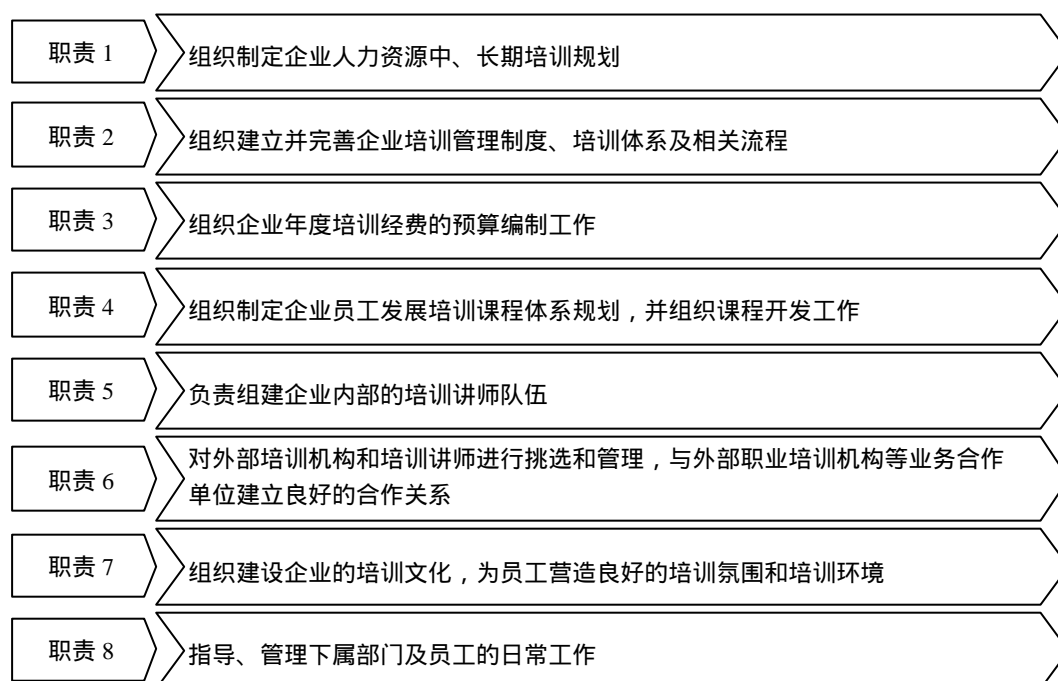 职责 1
组织制定企业人力资源中、长期培训规划
职责 2
组织建立并完善企业培训管理制度、培训体系及相关流程
职责 3
组织企业年度培训经费的预算编制工作
职责 4
组织制定企业员工发展培训课程体系规划，并组织课程开发工作
职责 5
负责组建企业内部的培训讲师队伍
职责 6
对外部培训机构和培训讲师进行挑选和管理，与外部职业培训机构等业务合作
单位建立良好的合作关系
职责 7
组织建设企业的培训文化，为员工营造良好的培训氛围和培训环境
职责 8
指导、管理下属部门及员工的日常工作